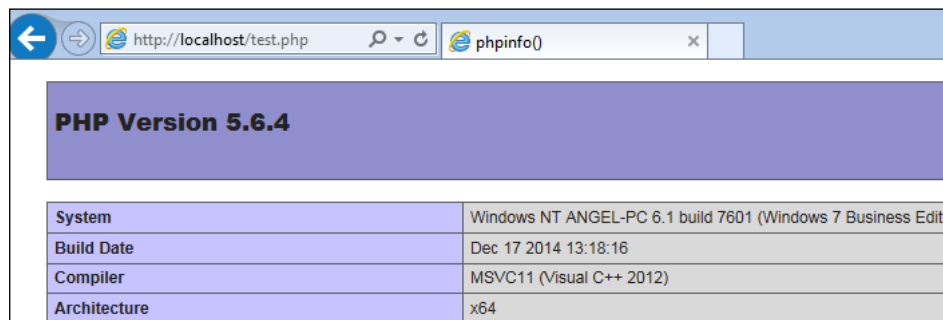 http://localhost/test.php
phpinfo()
PHP Version 5.6.4
System Windows NT ANGEL-PC 6.1 build 7601 (Windows 7 Business Edit
Build Date Dec 17 2014 13:18:16
Compiler MSVC11 (Visual C++ 2012)
Architecture x64